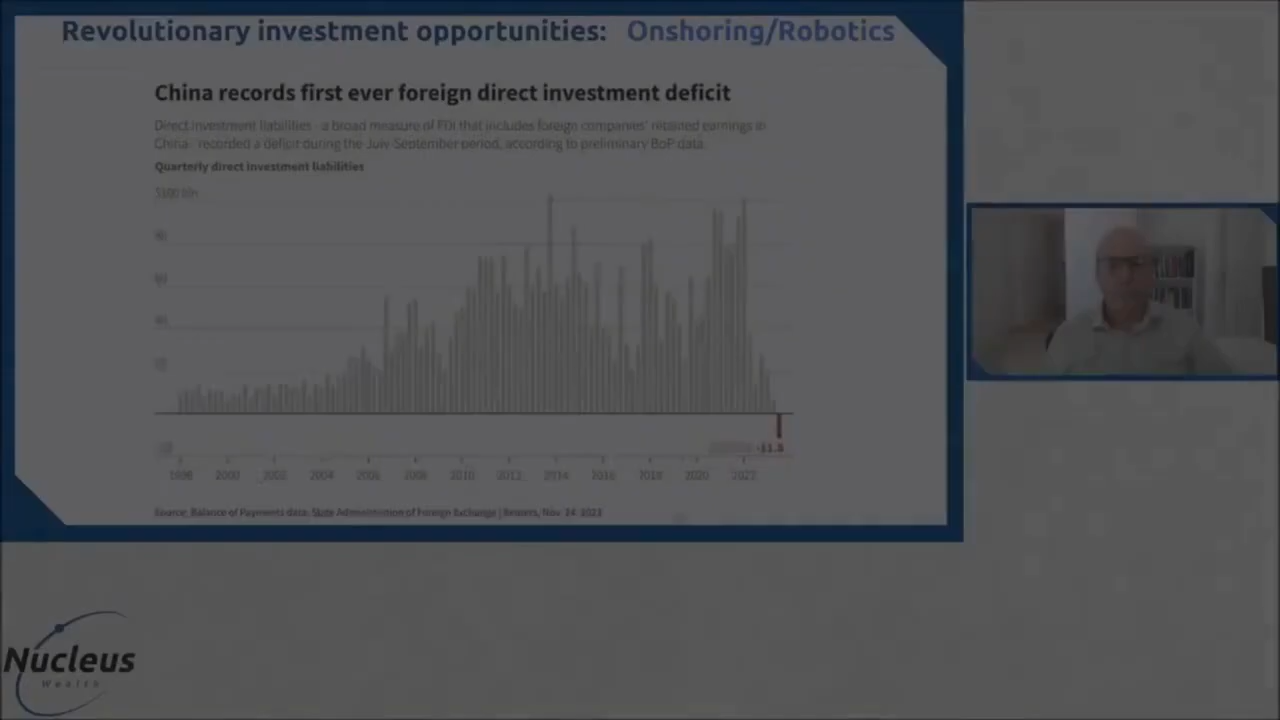 Revolutionary investment opportunities: Onshoring/Robotics
China records first ever foreign direct investment deficit
Direct investment liabilities - a broad measure of FDI that includes foreign companies' retained earnings in
China - recorded a deficit during the July-September period, according to preliminary BoP data.
Quarterly direct investment liabilities
$100 bln
80
60
40
20
-11.5
1998 2000 2002 2004 2006 2008 2010 2012 2014 2016 2018 2020 2022
Source: Balance of Payments data, State Administration of Foreign Exchange | Reuters, Nov.
Nucleus
Wealth